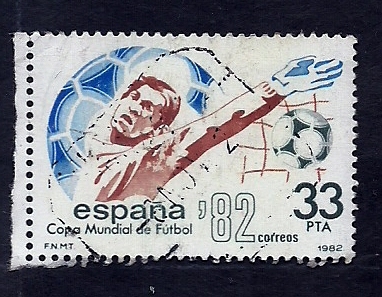 33
PTA
españa '82
Copa Mundial de Fútbol correos
F.N.M.T. 1982